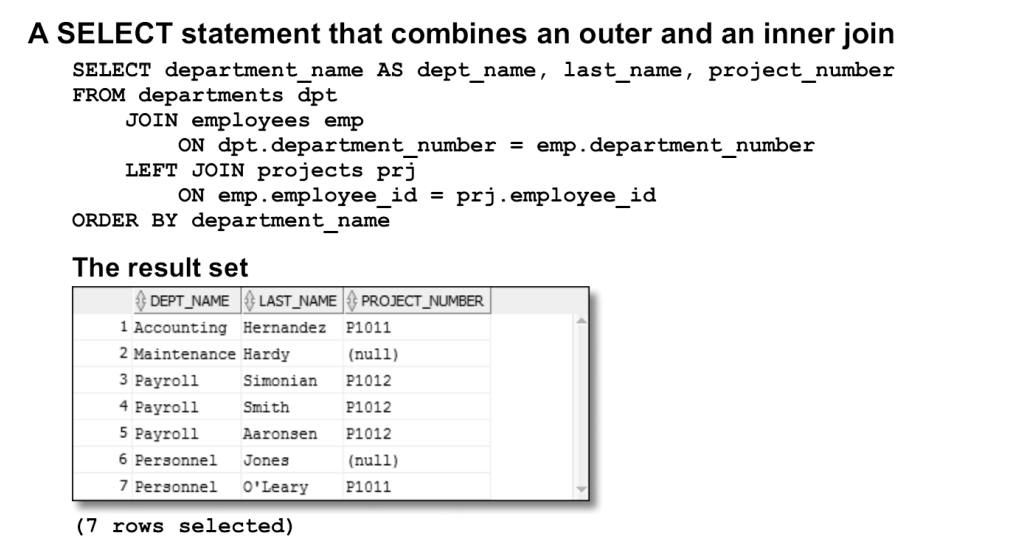 A SELECT statement that combines an outer and an inner join
SELECT department_name AS dept_name, last_name, project_number
FROM departments dpt
JOIN employees emp
ON dpt.department_number = emp.department_number
LEFT JOIN projects prj
ON emp.employee_id = prj.employee_id
ORDER BY department_name
The result set
DEPT_NAME LAST_NAME PROJECT_NUMBER
1 Accounting Hernandez P1011
2 Maintenance Hardy (null)
3 Payroll Simonian P1012
4 Payroll Smith P1012
5 Payroll Aaronsen P1012
6 Personnel Jones (null)
7 Personnel O'Leary P1011
(7 rows selected)